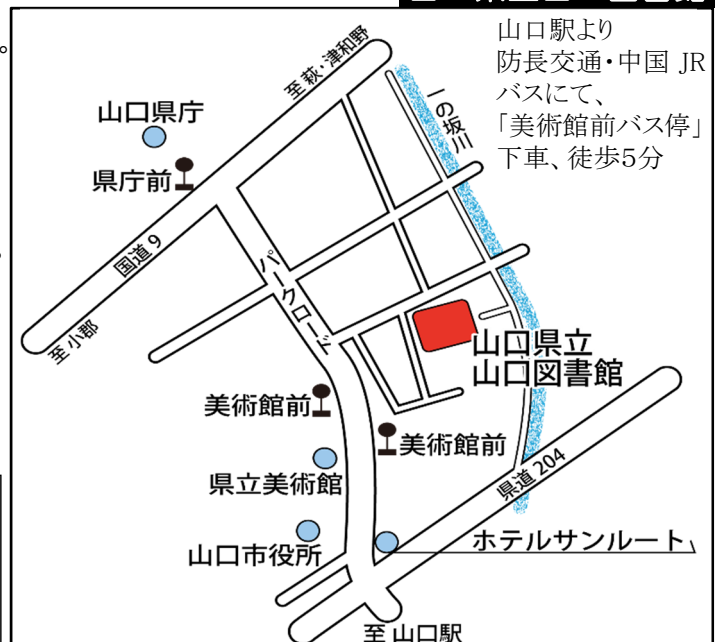 山口駅より
防長交通・中国 JR
バスにて、
「美術館前バス停」
下車、徒歩5分
至 萩・津和野
一の坂川
山口県庁
県庁前
国道 9
パークロード
至 小郡
山口県立
山口図書館
美術館前
美術館前
県立美術館
県道 204
山口市役所
ホテルサンルート
至 山口駅